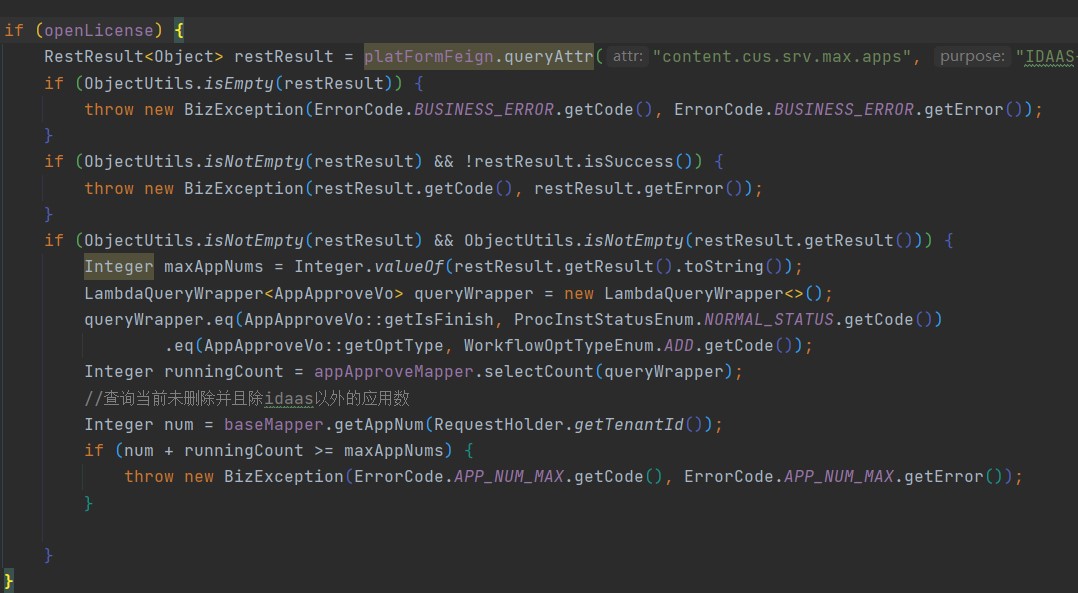 if (openLicense) {
RestResult<Object> restResult = platFormFeign.queryAttr( attr: "content.cus.srv.max.apps", purpose: "IDAAS
if (ObjectUtils.isEmpty(restResult)) {
throw new BizException(ErrorCode.BUSINESS_ERROR.getCode(), ErrorCode.BUSINESS_ERROR.getError());
}
if (ObjectUtils.isNotEmpty(restResult) && !restResult.isSuccess()) {
throw new BizException(restResult.getCode(), restResult.getError());
}
if (ObjectUtils.isNotEmpty(restResult) && ObjectUtils.isNotEmpty(restResult.getResult())) {
Integer maxAppNums = Integer.valueOf(restResult.getResult().toString());
LambdaQueryWrapper<AppApproveVo> queryWrapper = new LambdaQueryWrapper<>();
queryWrapper.eq(AppApproveVo::getIsFinish, ProcInstStatusEnum.NORMAL_STATUS.getCode())
.eq(AppApproveVo::getOptType, WorkflowOptTypeEnum.ADD.getCode());
Integer runningCount = appApproveMapper.selectCount(queryWrapper);
//查询当前未删除并且除idaas以外的应用数
Integer num = baseMapper.getAppNum(RequestHolder.getTenantId());
if (num + runningCount >= maxAppNums) {
throw new BizException(ErrorCode.APP_NUM_MAX.getCode(), ErrorCode.APP_NUM_MAX.getError());
}
}
}